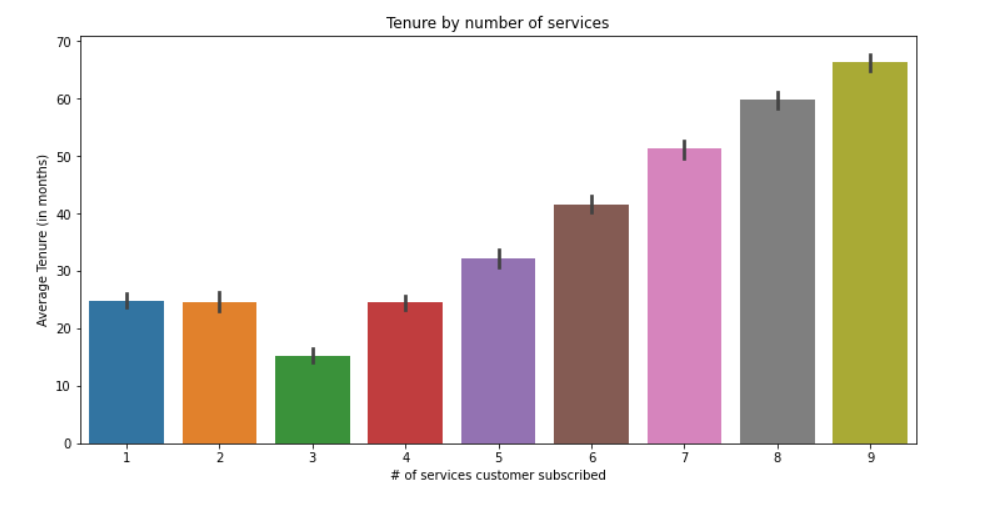 Tenure by number of services
Average Tenure (in months)
70
60
50
40
30
20
10
0
1 2 3 4 5 6 7 8 9
# of services customer subscribed